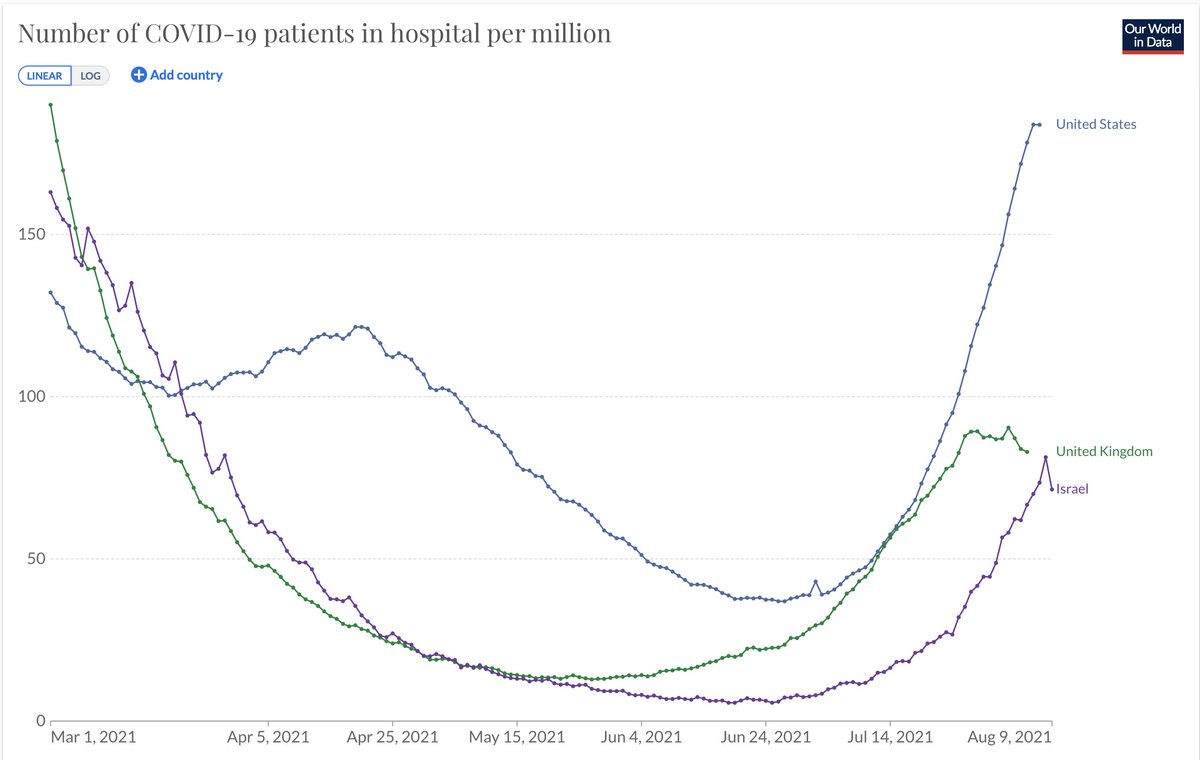 Number of COVID-19 patients in hospital per million
Our World
in Data
LINEAR LOG
Add country
United States
150
100
United Kingdom
Israel
50
0
Mar 1, 2021 Apr 5, 2021 Apr 25, 2021 May 15, 2021 Jun 4, 2021 Jun 24, 2021 Jul 14, 2021 Aug 9, 2021